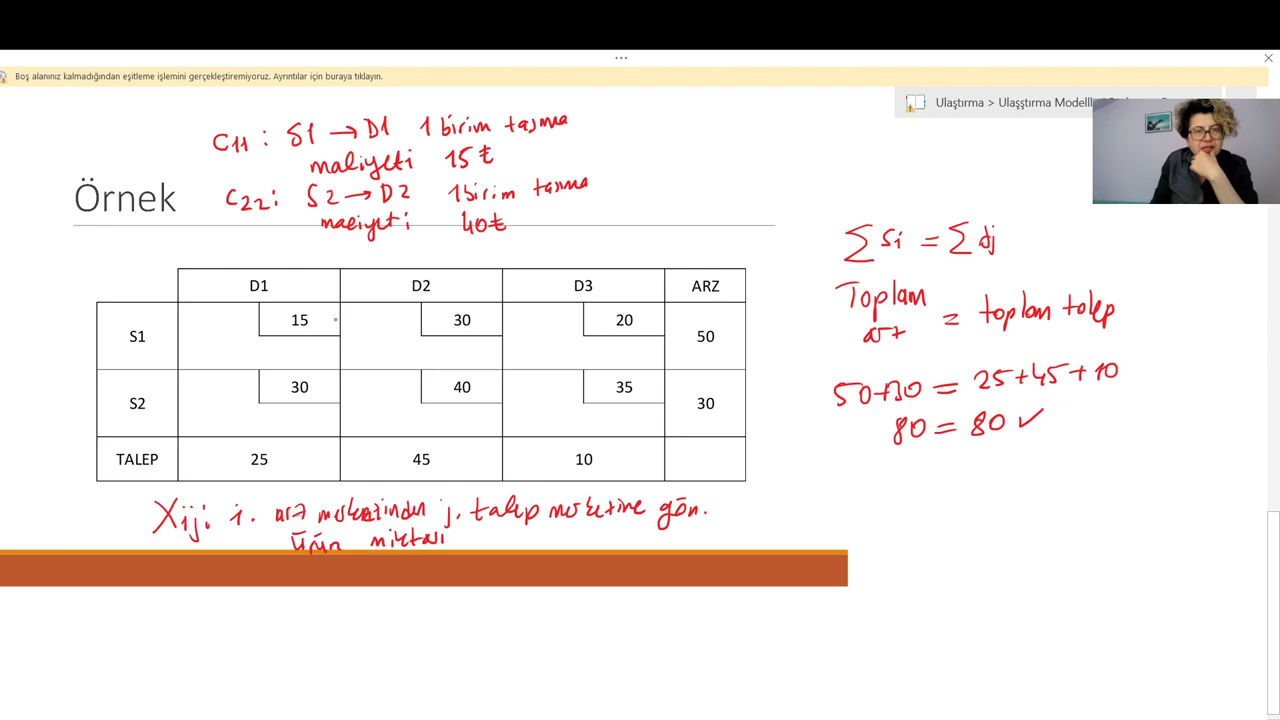 Boş alanınız kalmadığından eşitleme işlemini gerçekleştiremiyoruz. Ayrıntılar için buraya tıklayın.
Ulaştırma > Ulaşştırma Modelll
C11 : S1 → D1 1 birim taşıma
maliyeti 15 ₺
C22 : S2 → D2 1 birim taşıma
maliyeti 40 ₺
Örnek
∑ Si = ∑ dj
Toplam arz = toplam talep
50+30 = 25+45+10
80 = 80 ✓
D1 D2 D3 ARZ
S1 15 30 20 50
S2 30 40 35 30
TALEP 25 45 10
Xij : i. arz merkezinden j. talep merkezine gön.
ürün miktarı